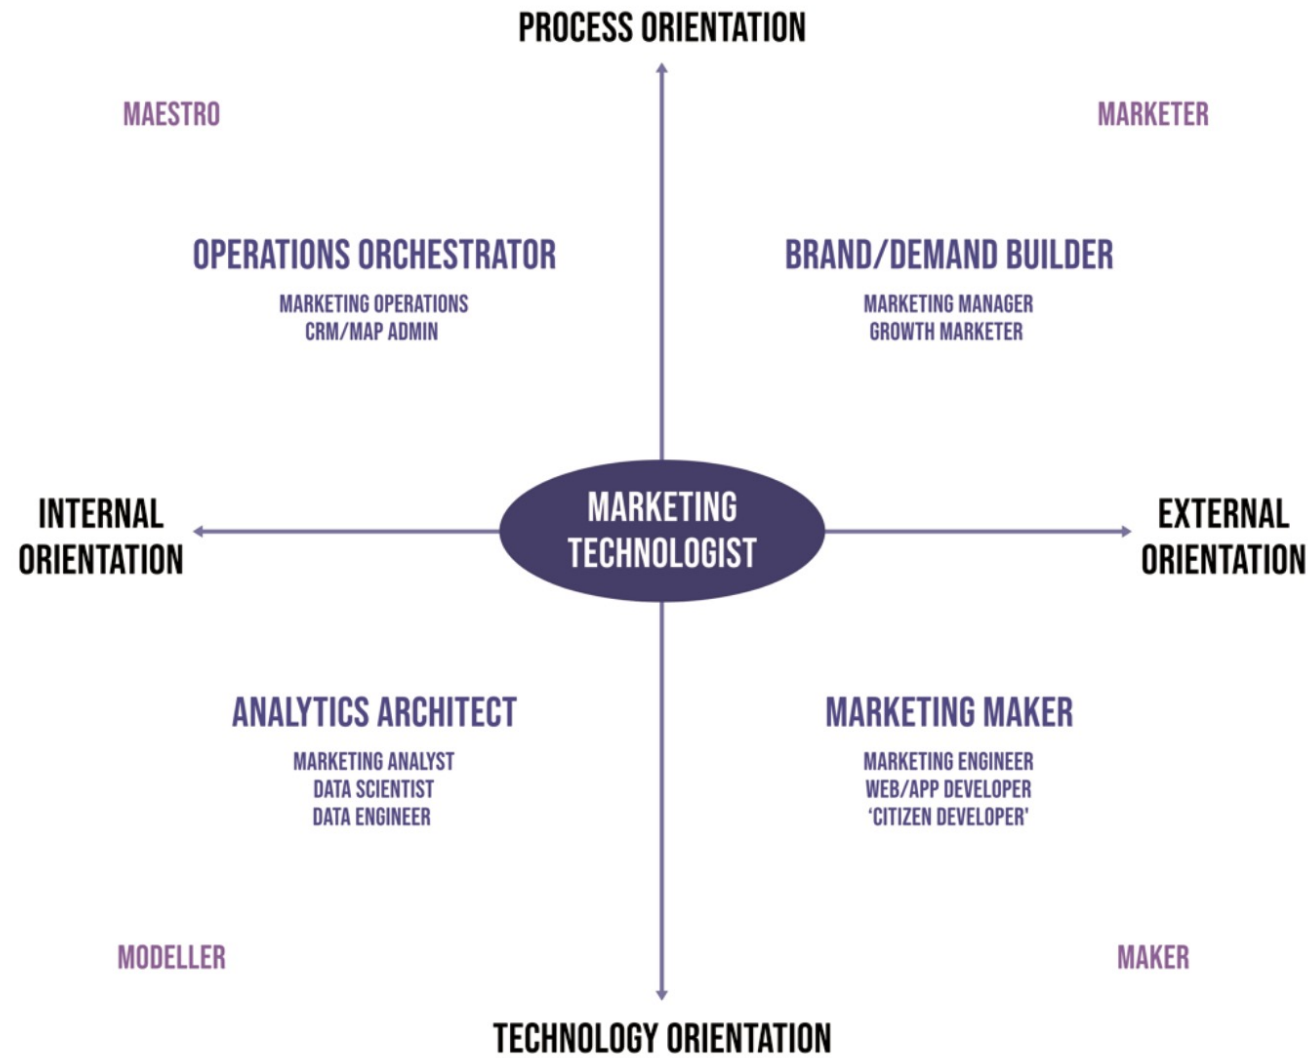 PROCESS ORIENTATION
MAESTRO
MARKETER
OPERATIONS ORCHESTRATOR
MARKETING OPERATIONS
CRM/MAP ADMIN
BRAND/DEMAND BUILDER
MARKETING MANAGER
GROWTH MARKETER
INTERNAL
ORIENTATION
MARKETING
TECHNOLOGIST
EXTERNAL
ORIENTATION
ANALYTICS ARCHITECT
MARKETING ANALYST
DATA SCIENTIST
DATA ENGINEER
MARKETING MAKER
MARKETING ENGINEER
WEB/APP DEVELOPER
‘CITIZEN DEVELOPER'
MODELLER
MAKER
TECHNOLOGY ORIENTATION